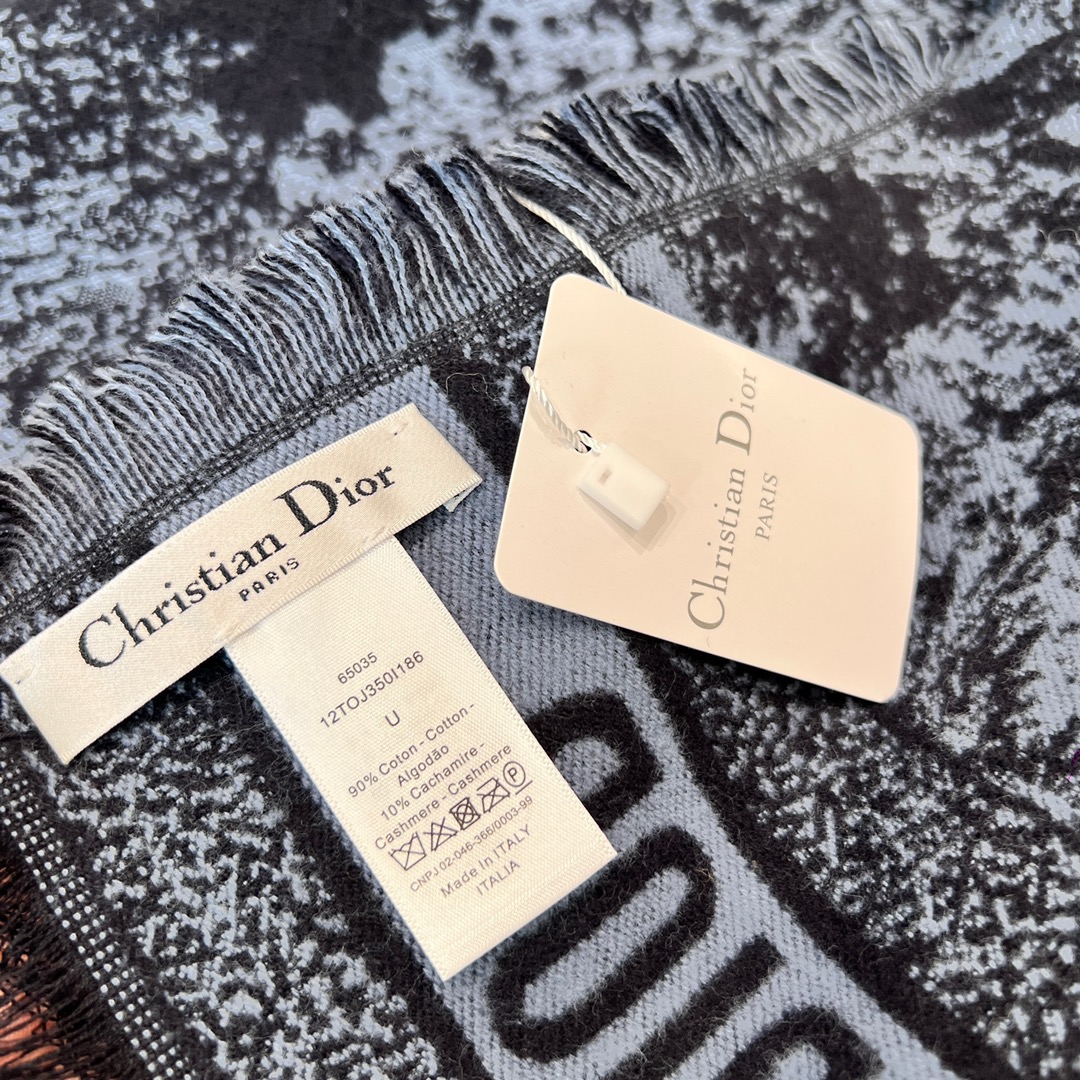 Christian Dior
PARIS
65035
12TOJ350I186
U
90% Coton - Cotton -
Algodão
10% Cachamire -
Cashmere - Cashmere
P
CNPJ 02-046-366/0003-99
Made In ITALY
ITALIA
Christian Dior
PARIS